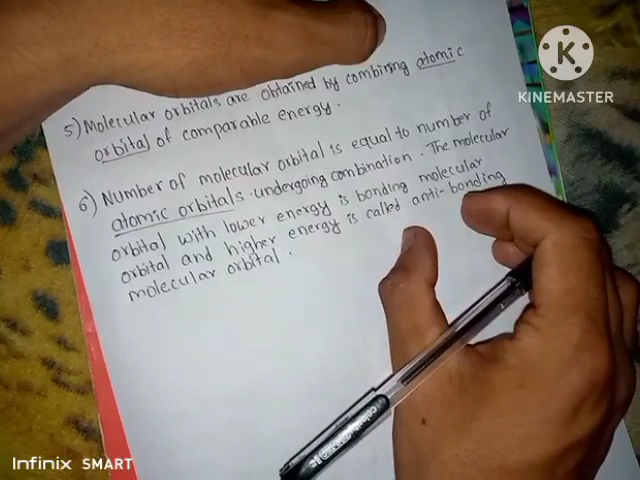 5) Molecular orbitals are obtained by combining atomic
orbital of comparable energy.
6) Number of molecular orbital is equal to number of
atomic orbitals undergoing combination. The molecular
orbital with lower energy is bonding molecular
orbital and higher energy is called anti-bonding
molecular orbital.
KINEMASTER
Infinix SMART